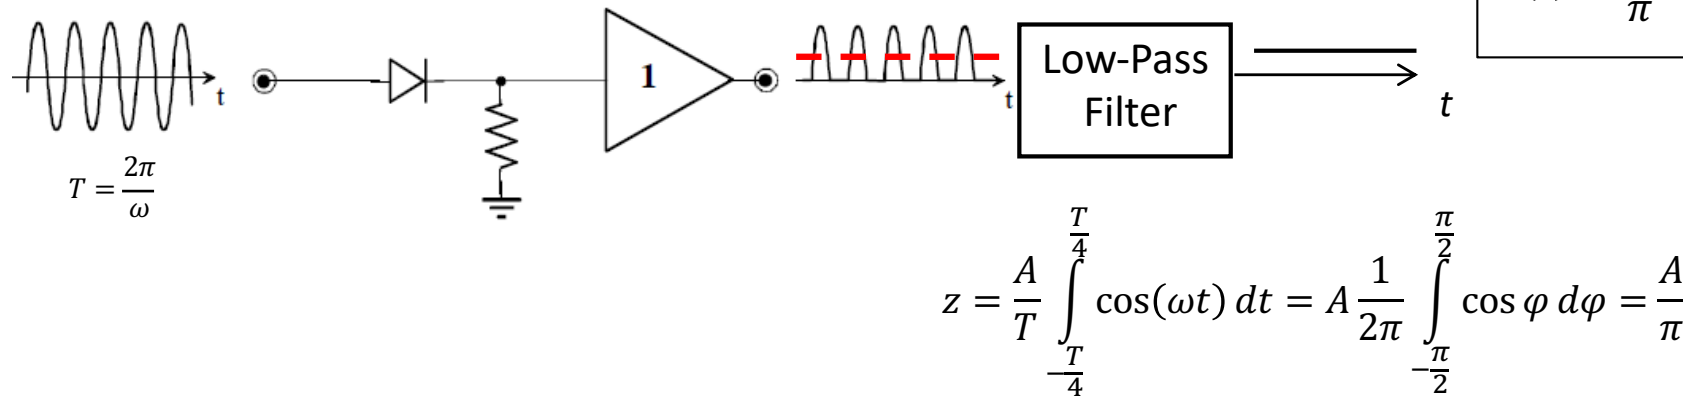 π
1
Low-Pass
Filter
t
t
t
T = 2π/ω
z = A/T ∫_{-T/4}^{T/4} cos(ωt) dt = A 1/2π ∫_{-π/2}^{π/2} cos φ dφ = A/π